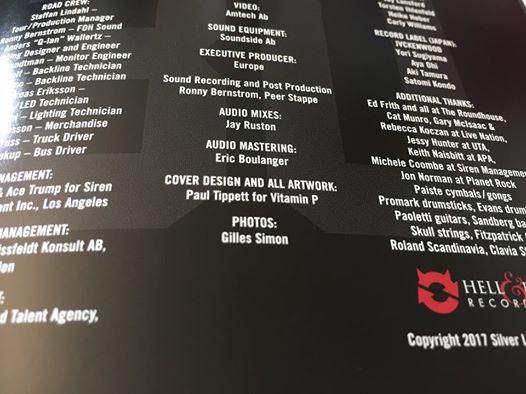 ROAD CREW:
Staffan Lindahl –
Tour/Production Manager
Ronny Bernstrom – FOH Sound
Anders "Q-lan" Wallertz –
Designer and Engineer
– Monitor Engineer
– Backline Technician
– Backline Technician
Eriksson –
/LED Technician
– Lighting Technician
– Merchandise
– Truck Driver
– Bus Driver
& Ace Trump for Siren
Inc., Los Angeles
MANAGEMENT:
Konsult AB,
Talent Agency,
VIDEO:
Amtech Ab
SOUND EQUIPMENT:
Soundside Ab
EXECUTIVE PRODUCER:
Europe
Sound Recording and Post Production
Ronny Bernstrom, Peer Stappe
AUDIO MIXES:
Jay Ruston
AUDIO MASTERING:
Eric Boulanger
COVER DESIGN AND ALL ARTWORK:
Paul Tippett for Vitamin P
PHOTOS:
Gilles Simon
Heike Heber
Carly Williams
RECORD LABEL (JAPAN):
JVCKENWOOD
Yori Sugiyama
Aya Ohi
Aki Tamura
Satomi Kondo
ADDITIONAL THANKS:
Ed Frith and all at The Roundhouse,
Cat Munro, Gary McIsaac &
Rebecca Koczan at Live Nation,
Jess Hunter at UTA,
Keith Naisbitt at APA,
Michele Coombe at Siren
Jon Norman at Planet Rock
Paiste cymbals/gongs
Promark drumsticks, Evans
Paoletti guitars, Sandberg
Skull strings, Fitzpatrick
Roland Scandinavia, Clavia
HELL &
Copyright 2017 Silver